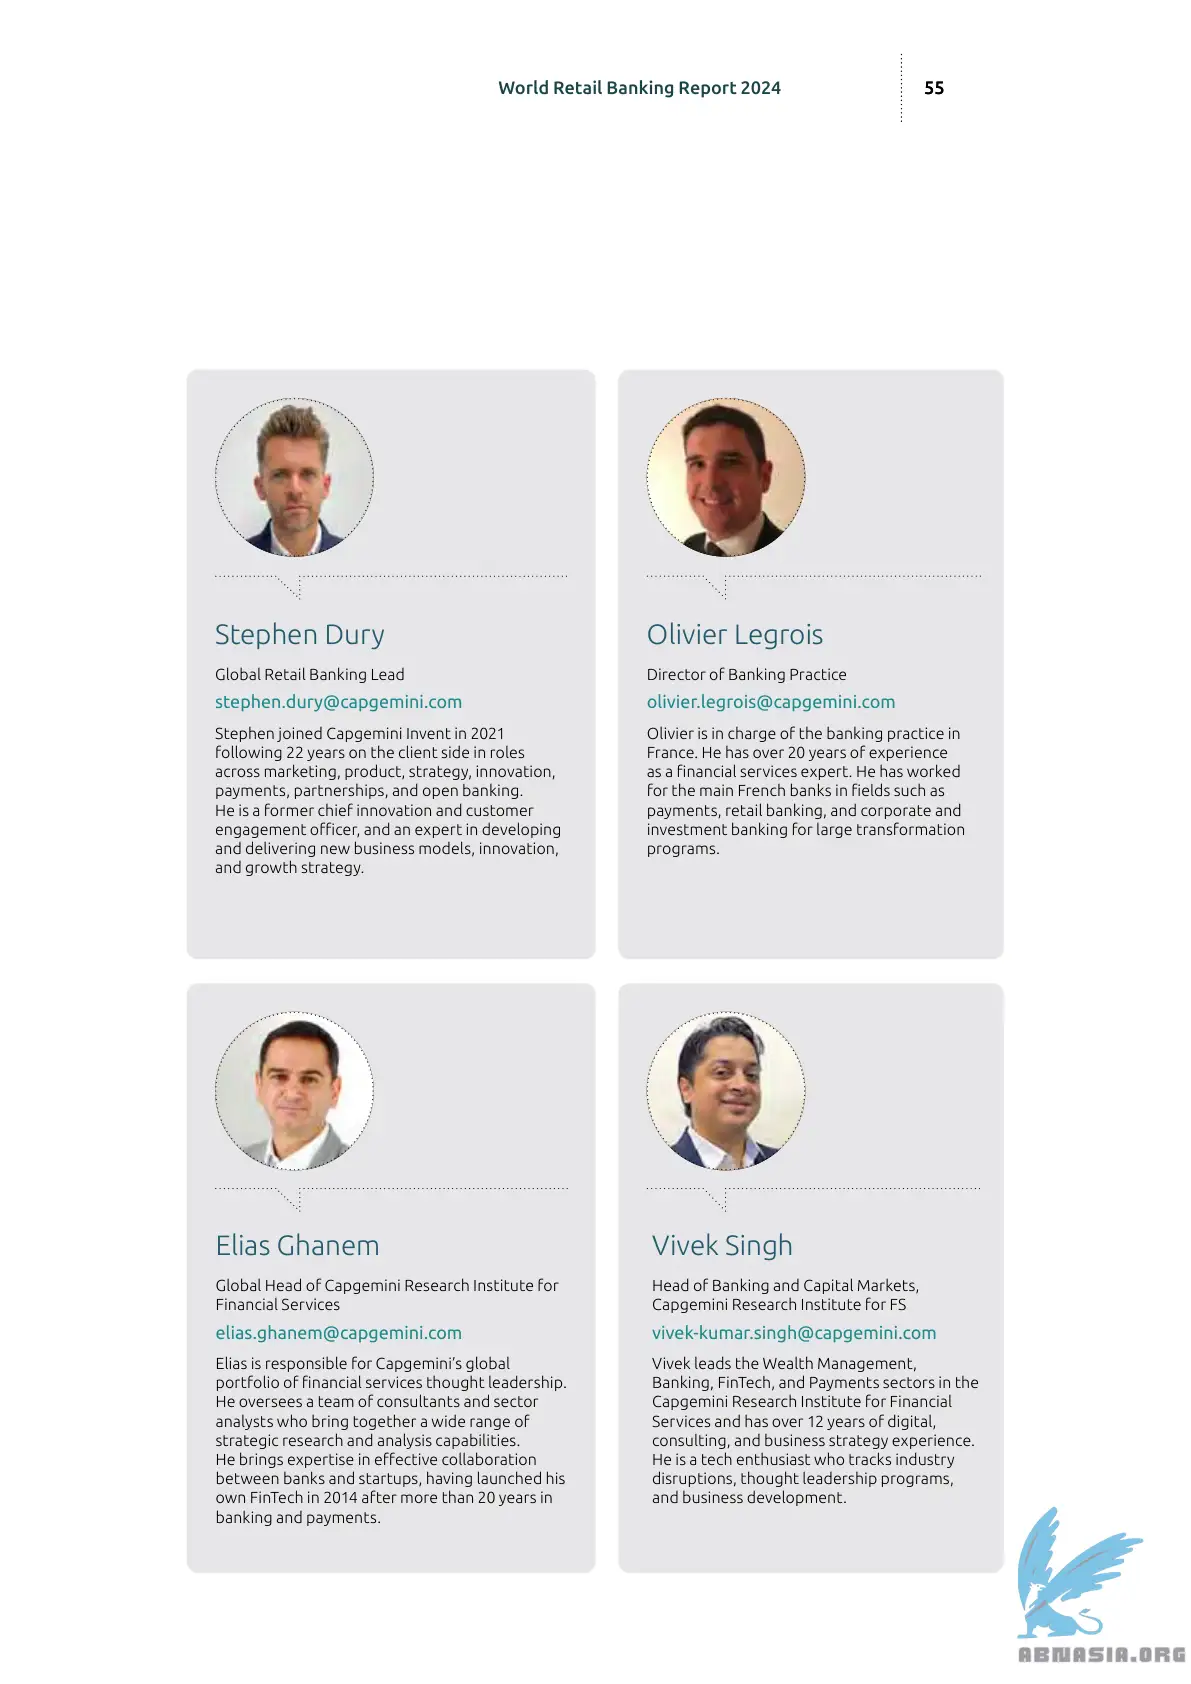 World Retail Banking Report 2024
55
Stephen Dury
Global Retail Banking Lead
stephen.dury@capgemini.com
Stephen joined Capgemini Invent in 2021
following 22 years on the client side in roles
across marketing, product, strategy, innovation,
payments, partnerships, and open banking.
He is a former chief innovation and customer
engagement officer, and an expert in developing
and delivering new business models, innovation,
and growth strategy.
Olivier Legrois
Director of Banking Practice
olivier.legrois@capgemini.com
Olivier is in charge of the banking practice in
France. He has over 20 years of experience
as a financial services expert. He has worked
for the main French banks in fields such as
payments, retail banking, and corporate and
investment banking for large transformation
programs.
Elias Ghanem
Global Head of Capgemini Research Institute for
Financial Services
elias.ghanem@capgemini.com
Elias is responsible for Capgemini’s global
portfolio of financial services thought leadership.
He oversees a team of consultants and sector
analysts who bring together a wide range of
strategic research and analysis capabilities.
He brings expertise in effective collaboration
between banks and startups, having launched his
own FinTech in 2014 after more than 20 years in
banking and payments.
Vivek Singh
Head of Banking and Capital Markets,
Capgemini Research Institute for FS
vivek-kumar.singh@capgemini.com
Vivek leads the Wealth Management,
Banking, FinTech, and Payments sectors in the
Capgemini Research Institute for Financial
Services and has over 12 years of digital,
consulting, and business strategy experience.
He is a tech enthusiast who tracks industry
disruptions, thought leadership programs,
and business development.
ABNASIA.ORG